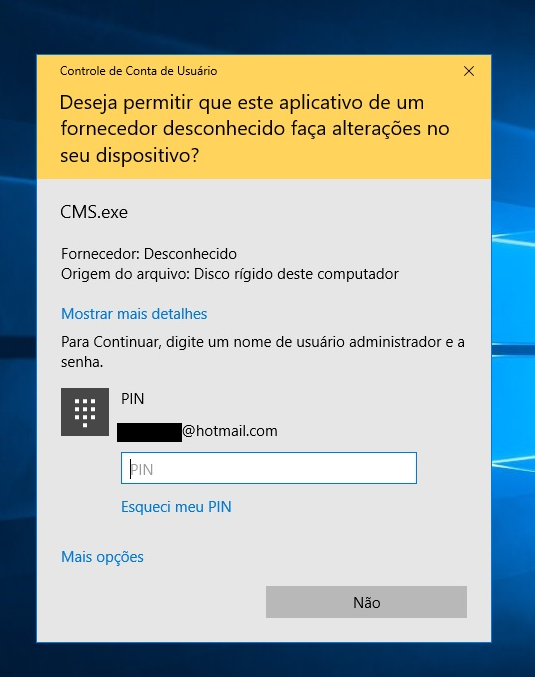 Controle de Conta de Usuário
Deseja permitir que este aplicativo de um
fornecedor desconhecido faça alterações no
seu dispositivo?
CMS.exe
Fornecedor: Desconhecido
Origem do arquivo: Disco rígido deste computador
Mostrar mais detalhes
Para Continuar, digite um nome de usuário administrador e a
senha.
PIN
@hotmail.com
PIN
Esqueci meu PIN
Mais opções
Não